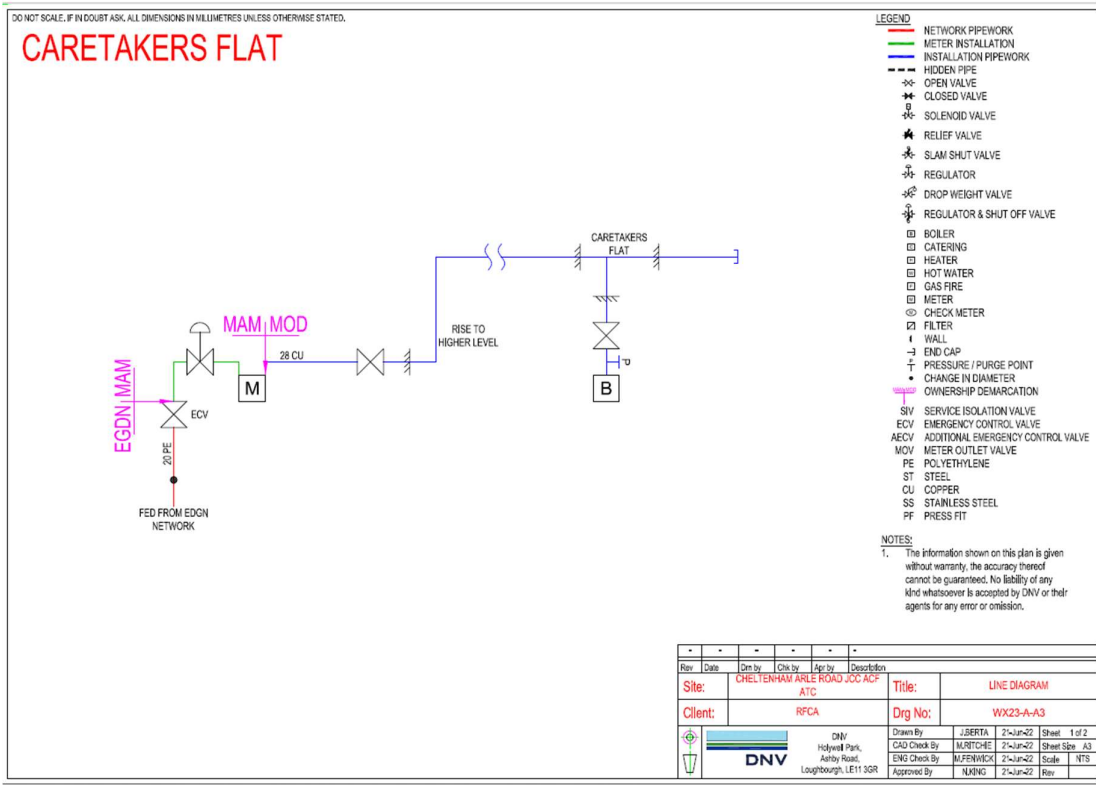 DO NOT SCALE. IF IN DOUBT ASK. ALL DIMENSIONS IN MILLIMETRES UNLESS OTHERWISE STATED.
CARETAKERS FLAT
CARETAKERS
FLAT
MAM MOD
28 CU
RISE TO
HIGHER LEVEL
M
P
B
EGDN MAM
ECV
20 PE
FED FROM EDGN
NETWORK
LEGEND
NETWORK PIPEWORK
METER INSTALLATION
INSTALLATION PIPEWORK
HIDDEN PIPE
OPEN VALVE
CLOSED VALVE
SOLENOID VALVE
RELIEF VALVE
SLAM SHUT VALVE
REGULATOR
DROP WEIGHT VALVE
REGULATOR & SHUT OFF VALVE
BOILER
CATERING
HEATER
HOT WATER
GAS FIRE
METER
CHECK METER
FILTER
WALL
END CAP
PRESSURE / PURGE POINT
CHANGE IN DIAMETER
OWNERSHIP DEMARCATION
SIV SERVICE ISOLATION VALVE
ECV EMERGENCY CONTROL VALVE
AECV ADDITIONAL EMERGENCY CONTROL VALVE
MOV METER OUTLET VALVE
PE POLYETHYLENE
ST STEEL
CU COPPER
SS STAINLESS STEEL
PF PRESS FIT
NOTES:
1. The information shown on this plan is given
without warranty, the accuracy thereof
cannot be guaranteed. No liability of any
kind whatsoever is accepted by DNV or their
agents for any error or omission.
- - - - - -
Rev Date Drn by Chk by Apr by Description
Site: CHELTENHAM ARLE ROAD JCC ACF
ATC
Title: LINE DIAGRAM
Client: RFCA
Drg No: WX23-A-A3
DNV
DNV
Holywell Park,
Ashby Road,
Loughbourgh, LE11 3GR
Drawn By J.BERTA 21-Jun-22 Sheet 1 of 2
CAD Check By M.RITCHIE 21-Jun-22 Sheet Size A3
ENG Check By M.FENWICK 21-Jun-22 Scale NTS
Approved By N.KING 21-Jun-22 Rev